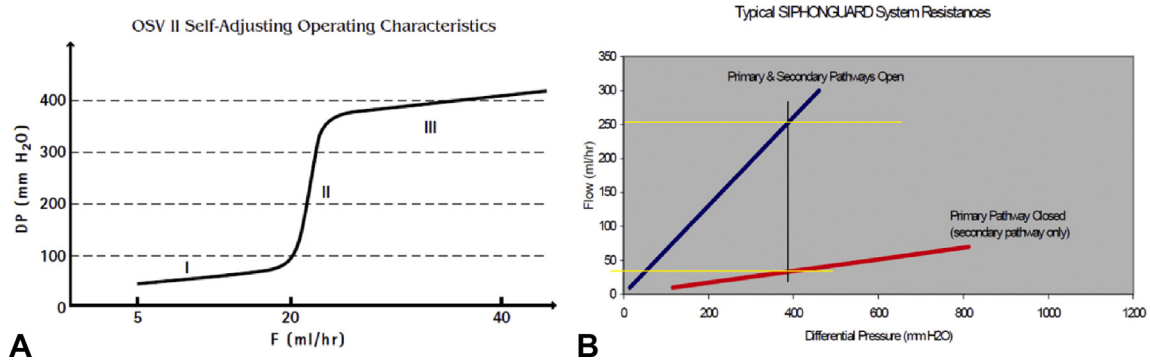 OSV II Self-Adjusting Operating Characteristics
DP (mm H₂O)
400
300
200
100
0
I
II
III
5
20
40
F (ml/hr)
A
Typical SIPHONGUARD System Resistances
Flow (ml/hr)
350
300
250
200
150
100
50
0
Primary & Secondary Pathways Open
Primary Pathway Closed
(secondary pathway only)
0
200
400
600
800
1000
1200
Differential Pressure (mm H2O)
B